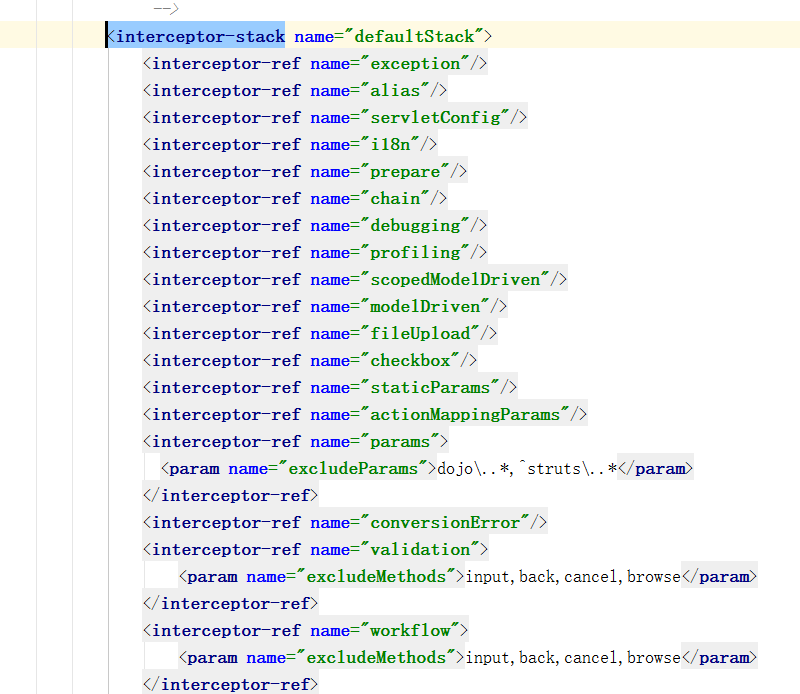 -->
<interceptor-stack name="defaultStack">
<interceptor-ref name="exception"/>
<interceptor-ref name="alias"/>
<interceptor-ref name="servletConfig"/>
<interceptor-ref name="i18n"/>
<interceptor-ref name="prepare"/>
<interceptor-ref name="chain"/>
<interceptor-ref name="debugging"/>
<interceptor-ref name="profiling"/>
<interceptor-ref name="scopedModelDriven"/>
<interceptor-ref name="modelDriven"/>
<interceptor-ref name="fileUpload"/>
<interceptor-ref name="checkbox"/>
<interceptor-ref name="staticParams"/>
<interceptor-ref name="actionMappingParams"/>
<interceptor-ref name="params">
<param name="excludeParams">dojo\..*,^struts\..*</param>
</interceptor-ref>
<interceptor-ref name="conversionError"/>
<interceptor-ref name="validation">
<param name="excludeMethods">input,back,cancel,browse</param>
</interceptor-ref>
<interceptor-ref name="workflow">
<param name="excludeMethods">input,back,cancel,browse</param>
</interceptor-ref>